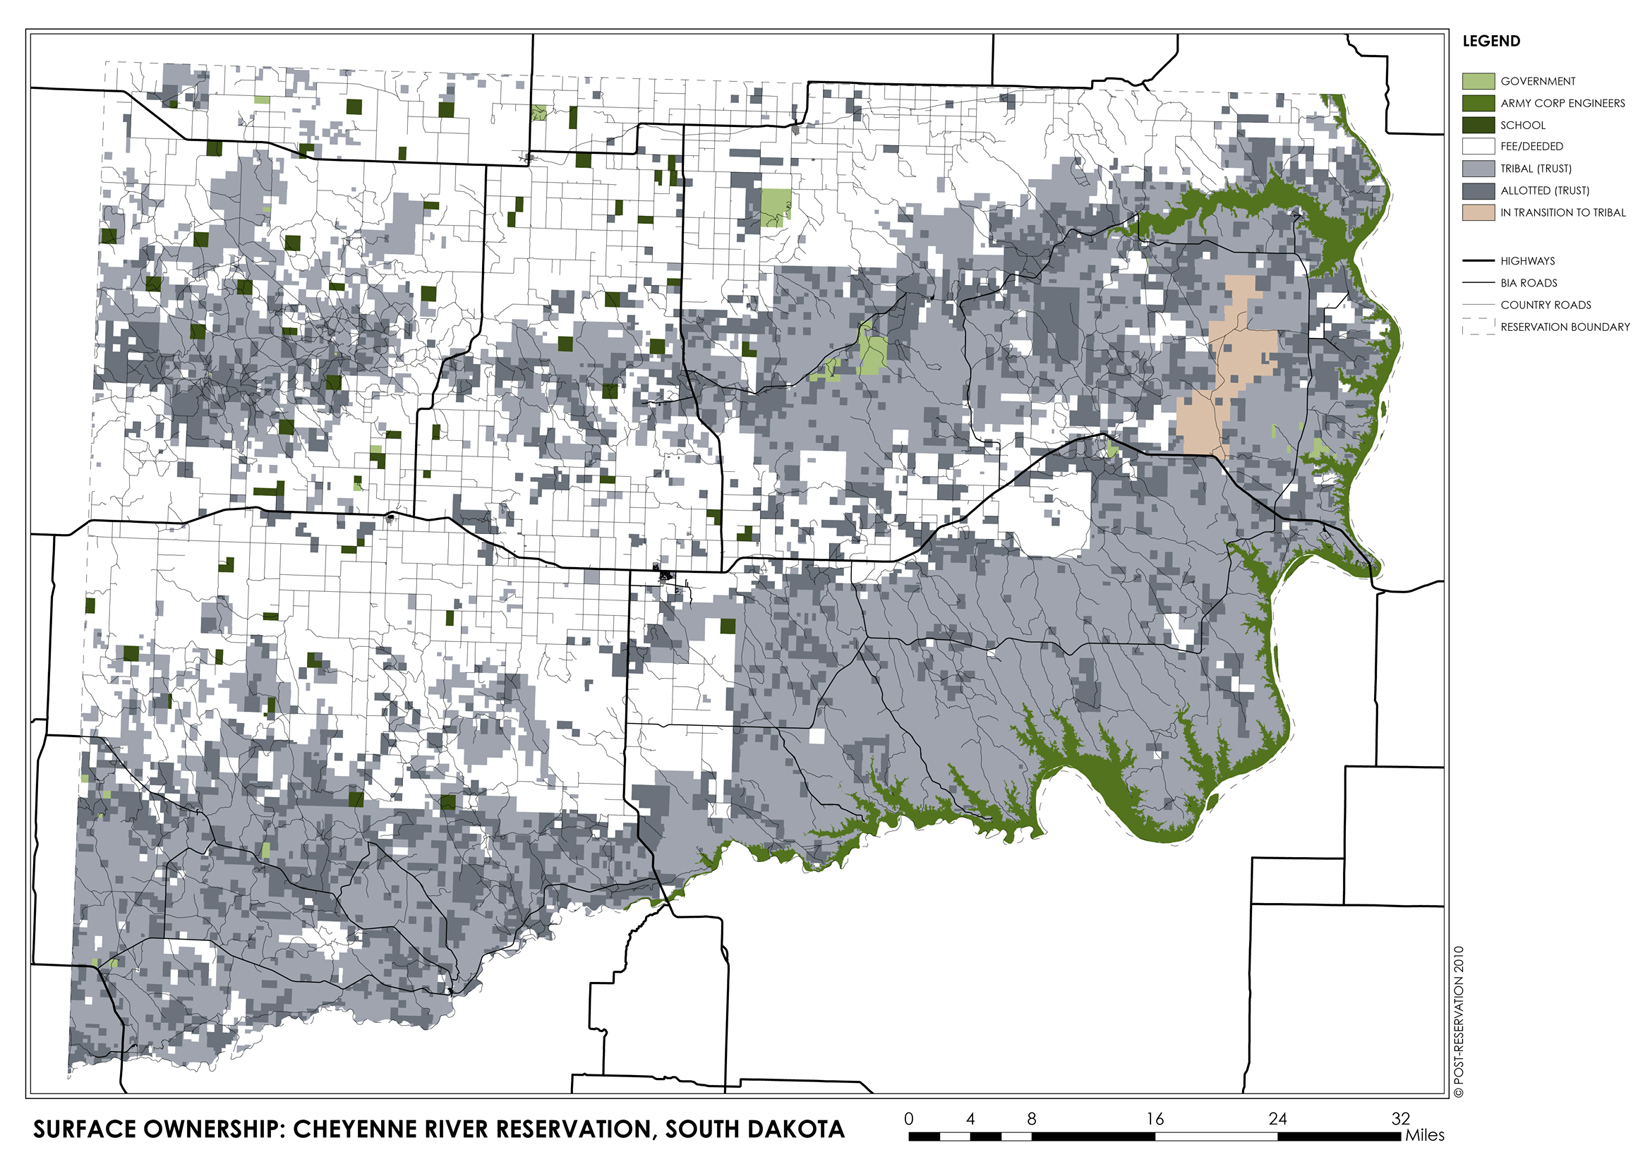 LEGEND
GOVERNMENT
ARMY CORP ENGINEERS
SCHOOL
FEE/DEEDED
TRIBAL (TRUST)
ALLOTTED (TRUST)
IN TRANSITION TO TRIBAL
HIGHWAYS
BIA ROADS
COUNTRY ROADS
RESERVATION BOUNDARY
© POST-RESERVATION 2010
SURFACE OWNERSHIP: CHEYENNE RIVER RESERVATION, SOUTH DAKOTA
0 4 8 16 24 32
Miles